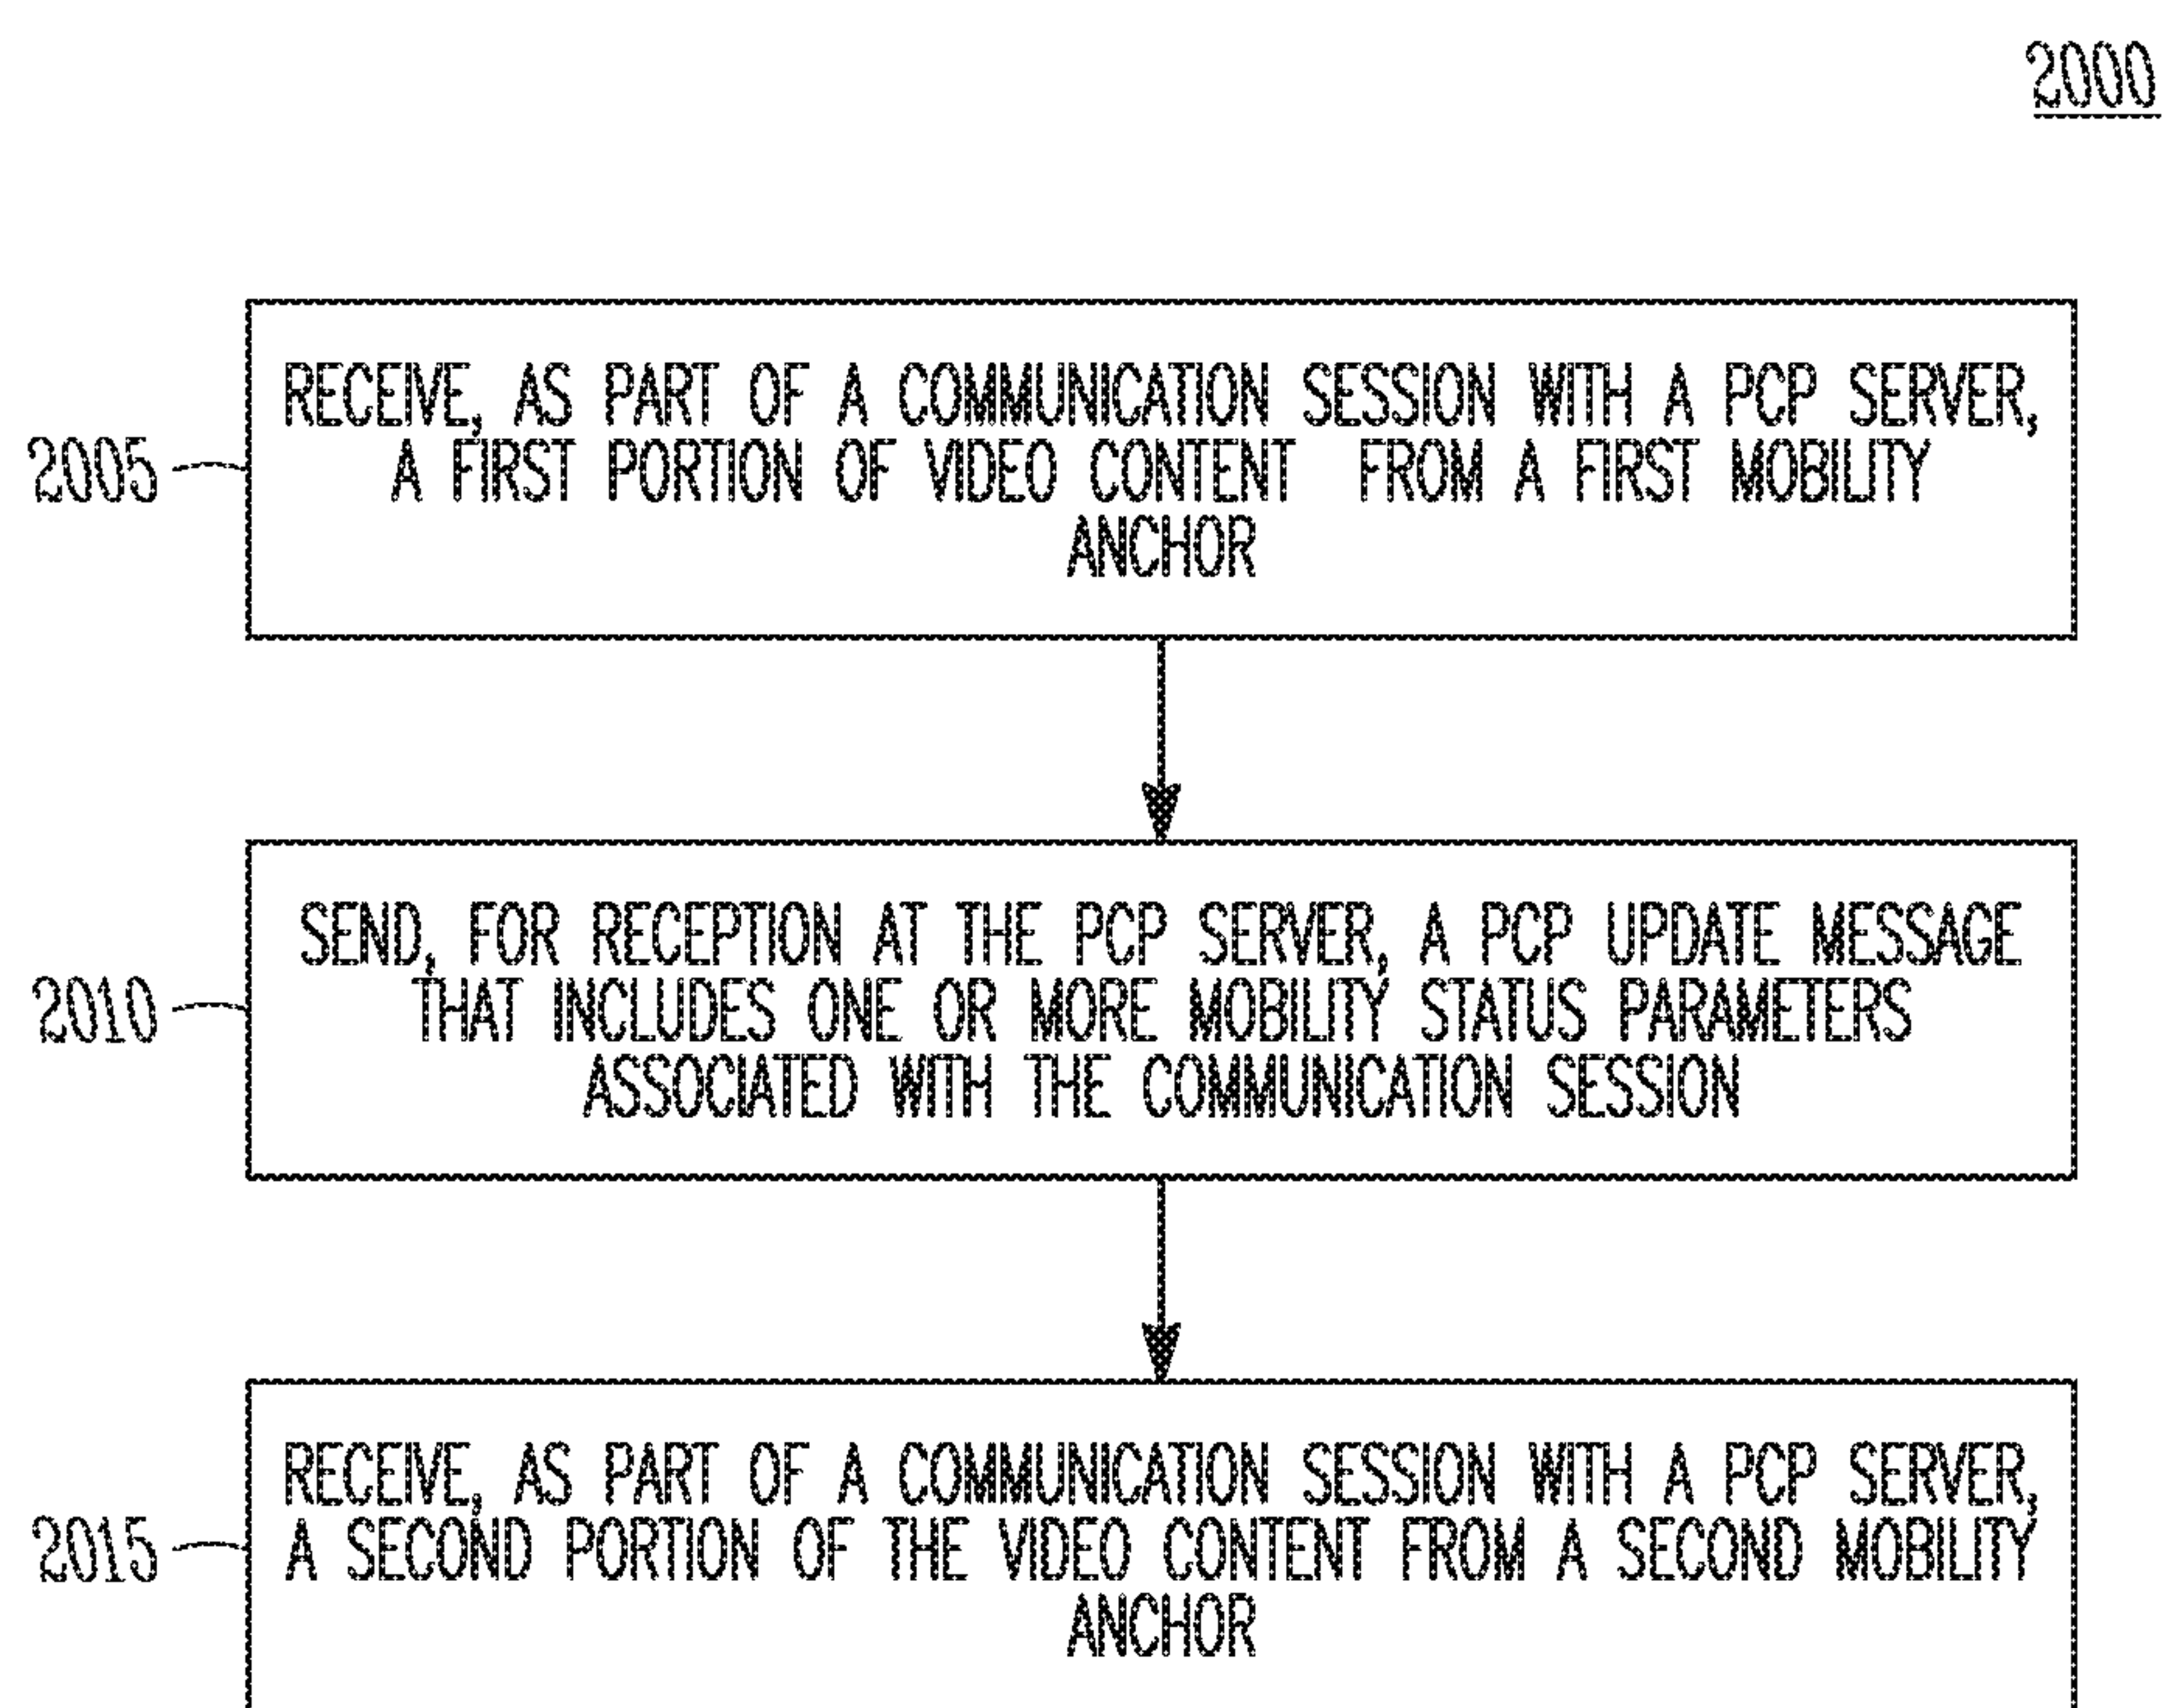 2000
RECEIVE, AS PART OF A COMMUNICATION SESSION WITH A PCP SERVER,
2005 A FIRST PORTION OF VIDEO CONTENT FROM A FIRST MOBILITY
ANCHOR
SEND, FOR RECEPTION AT THE PCP SERVER, A PCP UPDATE MESSAGE
2010 THAT INCLUDES ONE OR MORE MOBILITY STATUS PARAMETERS
ASSOCIATED WITH THE COMMUNICATION SESSION
RECEIVE, AS PART OF A COMMUNICATION SESSION WITH A PCP SERVER,
2015 A SECOND PORTION OF THE VIDEO CONTENT FROM A SECOND MOBILITY
ANCHOR